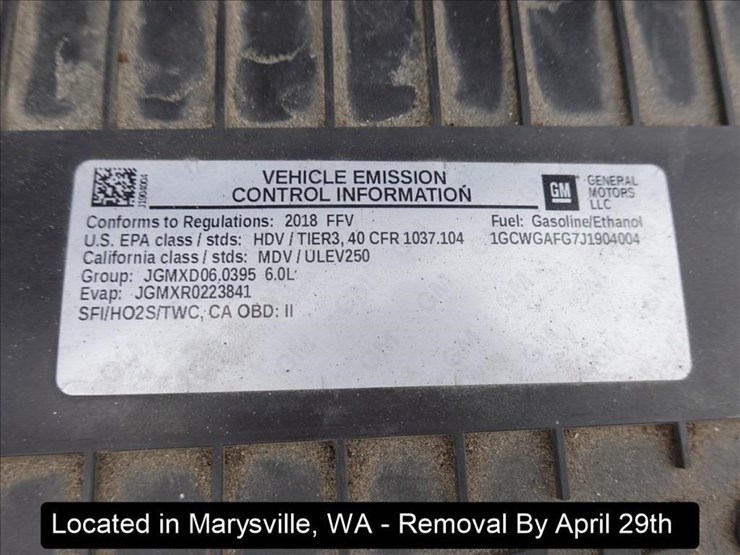 VEHICLE EMISSION
CONTROL INFORMATION
J1904004
GM
GENERAL
MOTORS
LLC
Conforms to Regulations: 2018 FFV
Fuel: Gasoline/Ethanol
U.S. EPA class / stds: HDV / TIER3, 40 CFR 1037.104
1GCWGAFG7J1904004
California class / stds: MDV / ULEV250
Group: JGMXD06.0395 6.0L
Evap: JGMXR0223841
SFI/HO2S/TWC, CA OBD: II
Located in Marysville, WA - Removal By April 29th